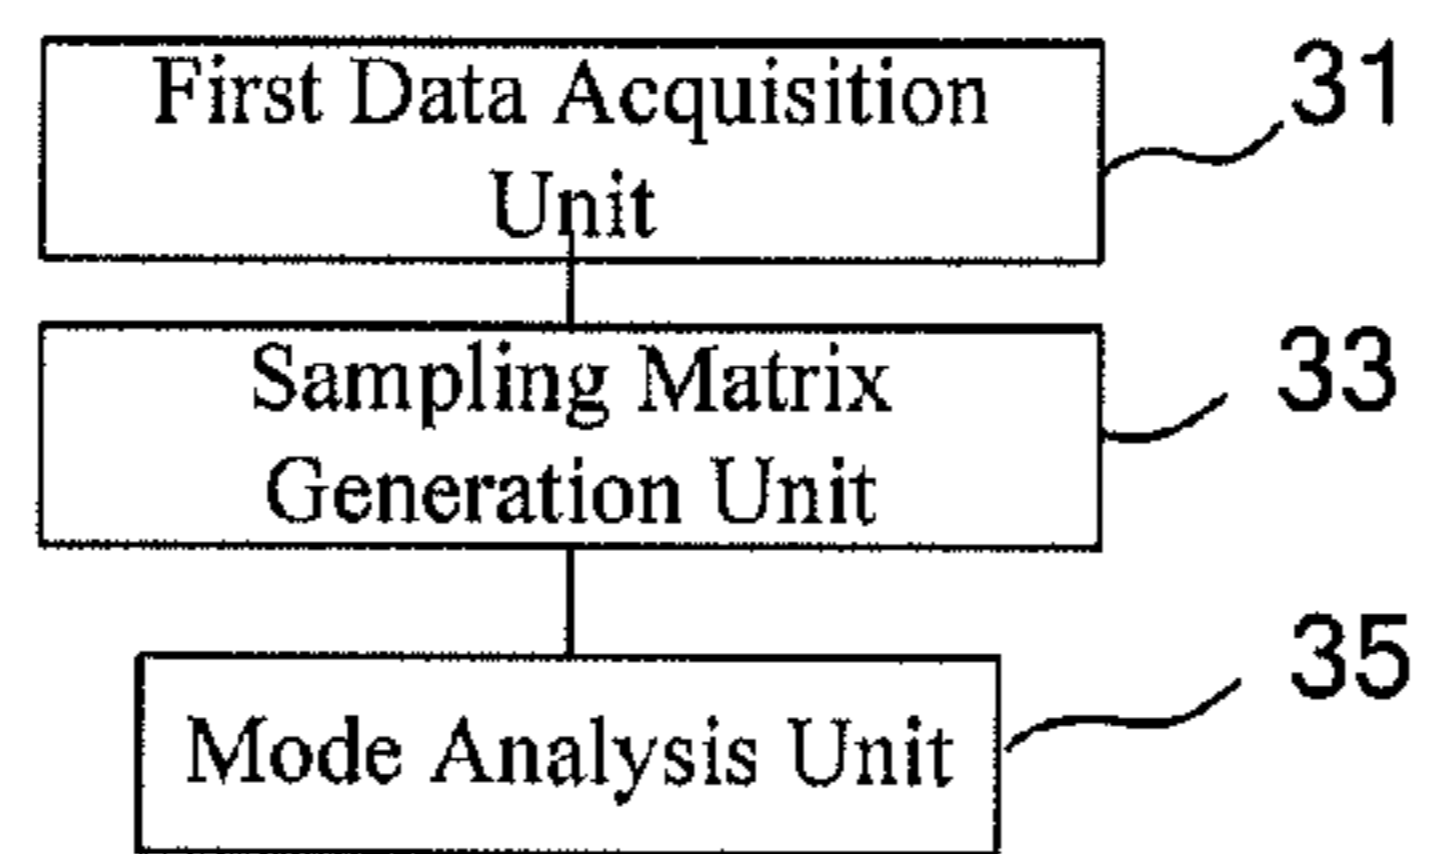 First Data Acquisition
Unit
31
Sampling Matrix
Generation Unit
33
Mode Analysis Unit
35